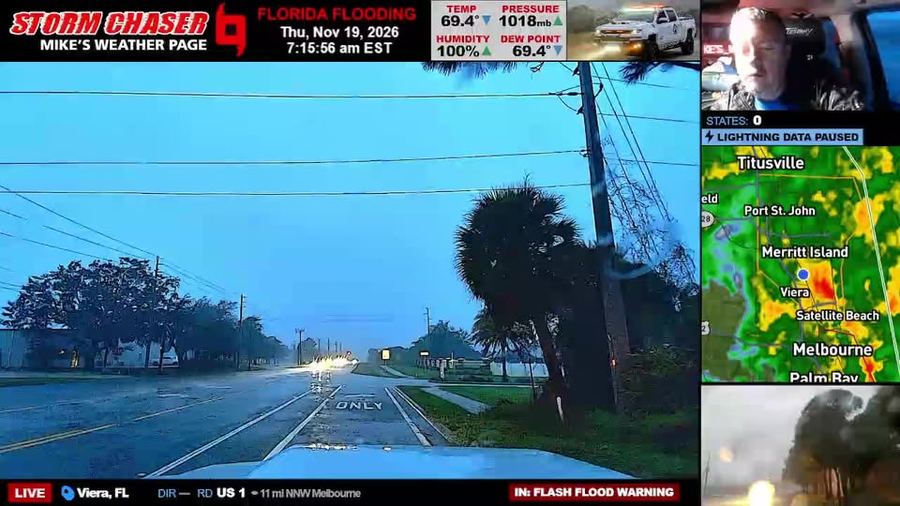 STORM CHASER
MIKE'S WEATHER PAGE
FLORIDA FLOODING
Thu, Nov 19, 2026
7:15:56 am EST
TEMP
69.4°▼
PRESSURE
1018mb▲
HUMIDITY
100%▲
DEW POINT
69.4°▼
STATES: 0
LIGHTNING DATA PAUSED
Titusville
Port St. John
Merritt Island
Viera
Satellite Beach
Melbourne
Palm Bay
28
ONLY
LIVE
Viera, FL
DIR — RD US 1 • 11 mi NNW Melbourne
IN: FLASH FLOOD WARNING